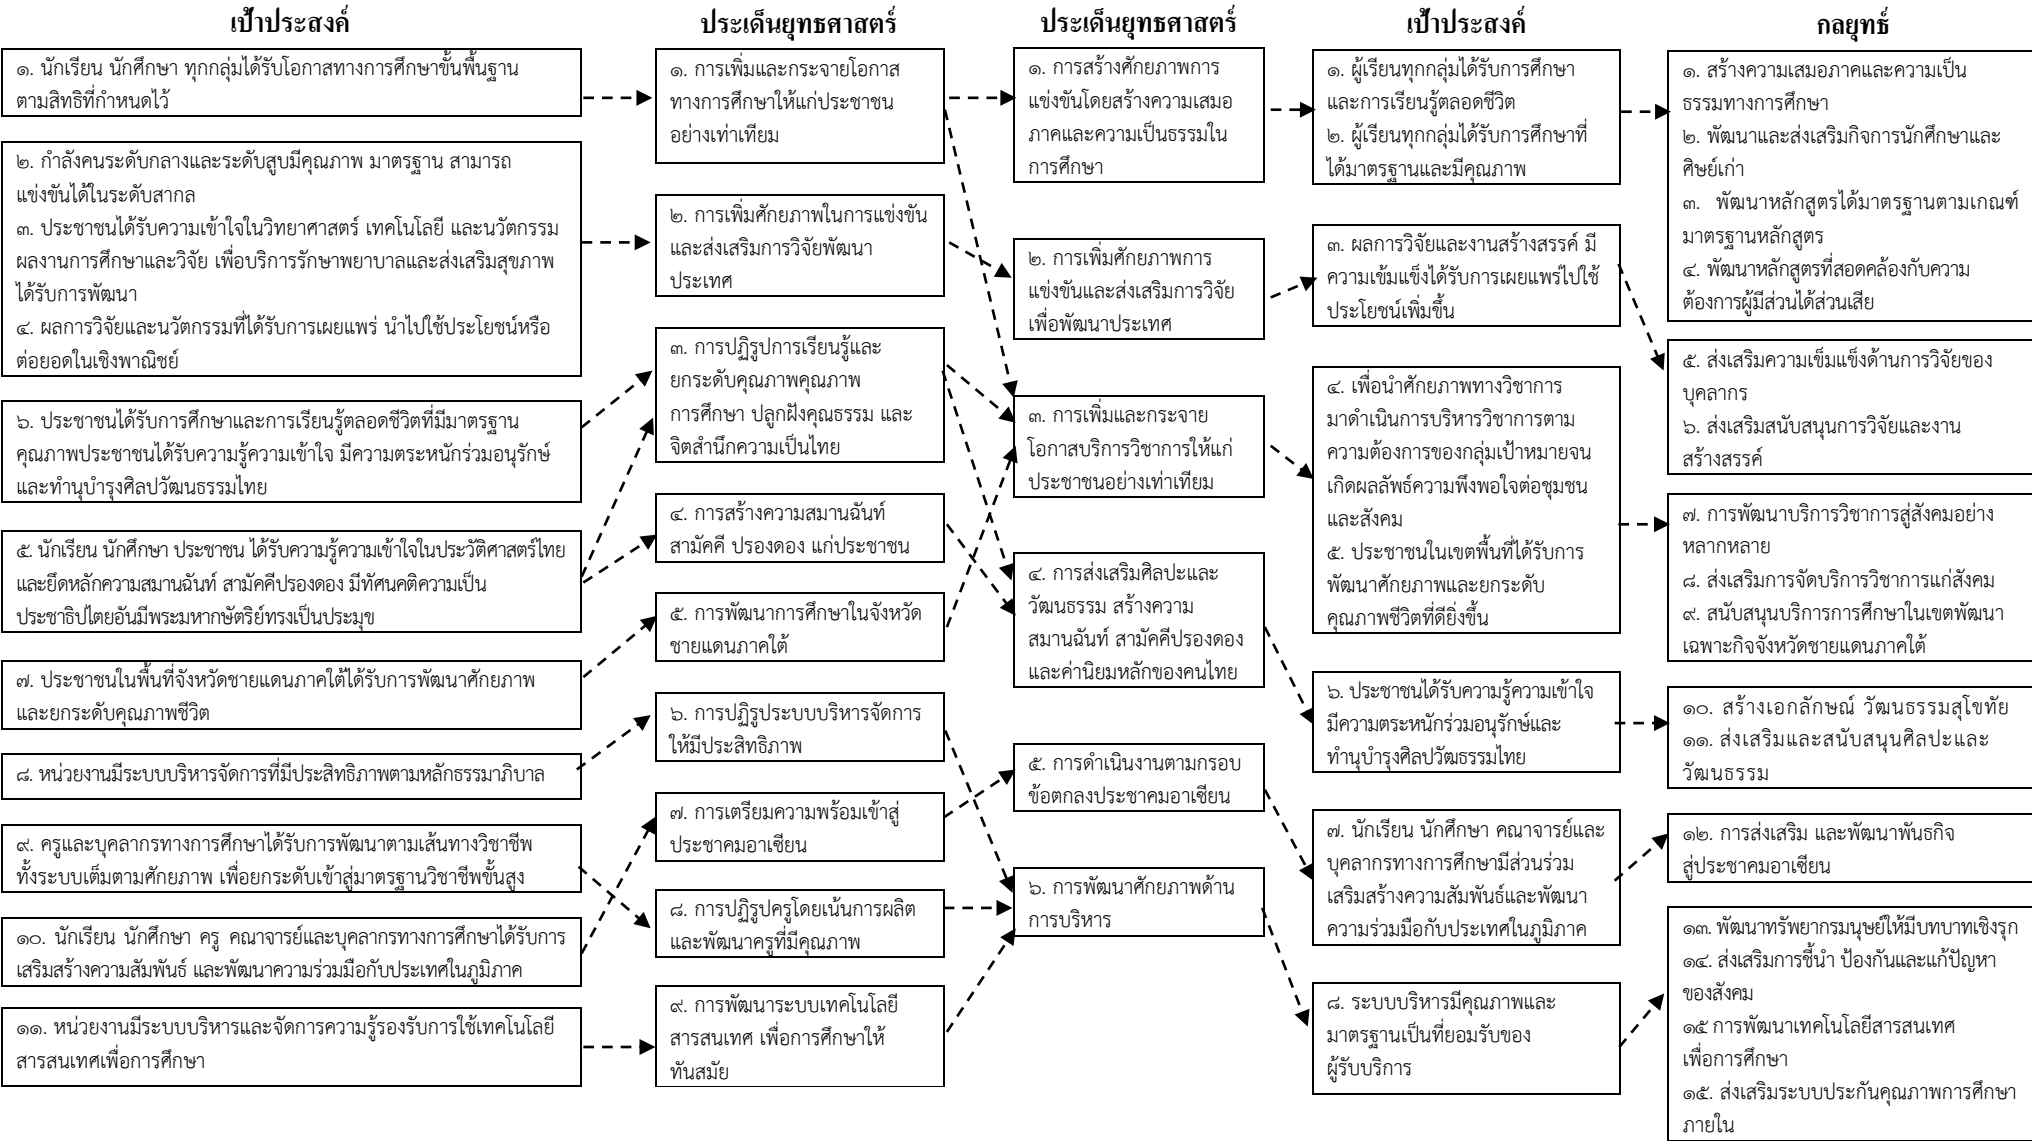 เป้าประสงค์
๑. นักเรียน นักศึกษา ทุกกลุ่มได้รับโอกาสทางการศึกษาขั้นพื้นฐาน
ตามสิทธิที่กำหนดไว้
๒. กำลังคนระดับกลางและระดับสูบมีคุณภาพ มาตรฐาน สามารถ
แข่งขันได้ในระดับสากล
๓. ประชาชนได้รับความเข้าใจในวิทยาศาสตร์ เทคโนโลยี และนวัตกรรม
ผลงานการศึกษาและวิจัย เพื่อบริการรักษาพยาบาลและส่งเสริมสุขภาพ
ได้รับการพัฒนา
๔. ผลการวิจัยและนวัตกรรมที่ได้รับการเผยแพร่ นำไปใช้ประโยชน์หรือ
ต่อยอดในเชิงพาณิชย์
๖. ประชาชนได้รับการศึกษาและการเรียนรู้ตลอดชีวิตที่มีมาตรฐาน
คุณภาพประชาชนได้รับความรู้ความเข้าใจ มีความตระหนักร่วมอนุรักษ์
และทำนุบำรุงศิลปวัฒนธรรมไทย
๕. นักเรียน นักศึกษา ประชาชน ได้รับความรู้ความเข้าใจในประวัติศาสตร์ไทย
และยึดหลักความสมานฉันท์ สามัคคีปรองดอง มีทัศนคติความเป็น
ประชาธิปไตยอันมีพระมหากษัตริย์ทรงเป็นประมุข
๗. ประชาชนในพื้นที่จังหวัดชายแดนภาคใต้ได้รับการพัฒนาศักยภาพ
และยกระดับคุณภาพชีวิต
๘. หน่วยงานมีระบบบริหารจัดการที่มีประสิทธิภาพตามหลักธรรมาภิบาล
๙. ครูและบุคลากรทางการศึกษาได้รับการพัฒนาตามเส้นทางวิชาชีพ
ทั้งระบบเต็มตามศักยภาพ เพื่อยกระดับเข้าสู่มาตรฐานวิชาชีพขั้นสูง
๑๐. นักเรียน นักศึกษา ครู คณาจารย์และบุคลากรทางการศึกษาได้รับการ
เสริมสร้างความสัมพันธ์ และพัฒนาความร่วมมือกับประเทศในภูมิภาค
๑๑. หน่วยงานมีระบบบริหารและจัดการความรู้รองรับการใช้เทคโนโลยี
สารสนเทศเพื่อการศึกษา
ประเด็นยุทธศาสตร์
๑. การเพิ่มและกระจายโอกาส
ทางการศึกษาให้แก่ประชาชน
อย่างเท่าเทียม
๒. การเพิ่มศักยภาพในการแข่งขัน
และส่งเสริมการวิจัยพัฒนา
ประเทศ
๓. การปฏิรูปการเรียนรู้และ
ยกระดับคุณภาพคุณภาพ
การศึกษา ปลูกฝังคุณธรรม และ
จิตสำนึกความเป็นไทย
๔. การสร้างความสมานฉันท์
สามัคคี ปรองดอง แก่ประชาชน
๕. การพัฒนาการศึกษาในจังหวัด
ชายแดนภาคใต้
๖. การปฏิรูประบบบริหารจัดการ
ให้มีประสิทธิภาพ
๗. การเตรียมความพร้อมเข้าสู่
ประชาคมอาเซียน
๘. การปฏิรูปครูโดยเน้นการผลิต
และพัฒนาครูที่มีคุณภาพ
๙. การพัฒนาระบบเทคโนโลยี
สารสนเทศ เพื่อการศึกษาให้
ทันสมัย
ประเด็นยุทธศาสตร์
๑. การสร้างศักยภาพการ
แข่งขันโดยสร้างความเสมอ
ภาคและความเป็นธรรมใน
การศึกษา
๒. การเพิ่มศักยภาพการ
แข่งขันและส่งเสริมการวิจัย
เพื่อพัฒนาประเทศ
๓. การเพิ่มและกระจาย
โอกาสบริการวิชาการให้แก่
ประชาชนอย่างเท่าเทียม
๔. การส่งเสริมศิลปะและ
วัฒนธรรม สร้างความ
สมานฉันท์ สามัคคีปรองดอง
และค่านิยมหลักของคนไทย
๕. การดำเนินงานตามกรอบ
ข้อตกลงประชาคมอาเซียน
๖. การพัฒนาศักยภาพด้าน
การบริหาร
เป้าประสงค์
๑. ผู้เรียนทุกกลุ่มได้รับการศึกษา
และการเรียนรู้ตลอดชีวิต
๒. ผู้เรียนทุกกลุ่มได้รับการศึกษาที่
ได้มาตรฐานและมีคุณภาพ
๓. ผลการวิจัยและงานสร้างสรรค์ มี
ความเข้มแข็งได้รับการเผยแพร่ไปใช้
ประโยชน์เพิ่มขึ้น
๔. เพื่อนำศักยภาพทางวิชาการ
มาดำเนินการบริหารวิชาการตาม
ความต้องการของกลุ่มเป้าหมายจน
เกิดผลลัพธ์ความพึงพอใจต่อชุมชน
และสังคม
๕. ประชาชนในเขตพื้นที่ได้รับการ
พัฒนาศักยภาพและยกระดับ
คุณภาพชีวิตที่ดียิ่งขึ้น
๖. ประชาชนได้รับความรู้ความเข้าใจ
มีความตระหนักร่วมอนุรักษ์และ
ทำนุบำรุงศิลปวัฒธรรมไทย
๗. นักเรียน นักศึกษา คณาจารย์และ
บุคลากรทางการศึกษามีส่วนร่วม
เสริมสร้างความสัมพันธ์และพัฒนา
ความร่วมมือกับประเทศในภูมิภาค
๘. ระบบบริหารมีคุณภาพและ
มาตรฐานเป็นที่ยอมรับของ
ผู้รับบริการ
กลยุทธ์
๑. สร้างความเสมอภาคและความเป็น
ธรรมทางการศึกษา
๒. พัฒนาและส่งเสริมกิจการนักศึกษาและ
ศิษย์เก่า
๓. พัฒนาหลักสูตรได้มาตรฐานตามเกณฑ์
มาตรฐานหลักสูตร
๔. พัฒนาหลักสูตรที่สอดคล้องกับความ
ต้องการผู้มีส่วนได้ส่วนเสีย
๕. ส่งเสริมความเข็มแข็งด้านการวิจัยของ
บุคลากร
๖. ส่งเสริมสนับสนุนการวิจัยและงาน
สร้างสรรค์
๗. การพัฒนาบริการวิชาการสู่สังคมอย่าง
หลากหลาย
๘. ส่งเสริมการจัดบริการวิชาการแก่สังคม
๙. สนับสนุนบริการการศึกษาในเขตพัฒนา
เฉพาะกิจจังหวัดชายแดนภาคใต้
๑๐. สร้างเอกลักษณ์ วัฒนธรรมสุโขทัย
๑๑. ส่งเสริมและสนับสนุนศิลปะและ
วัฒนธรรม
๑๒. การส่งเสริม และพัฒนาพันธกิจ
สู่ประชาคมอาเซียน
๑๓. พัฒนาทรัพยากรมนุษย์ให้มีบทบาทเชิงรุก
๑๔. ส่งเสริมการชี้นำ ป้องกันและแก้ปัญหา
ของสังคม
๑๕ การพัฒนาเทคโนโลยีสารสนเทศ
เพื่อการศึกษา
๑๕. ส่งเสริมระบบประกันคุณภาพการศึกษา
ภายใน